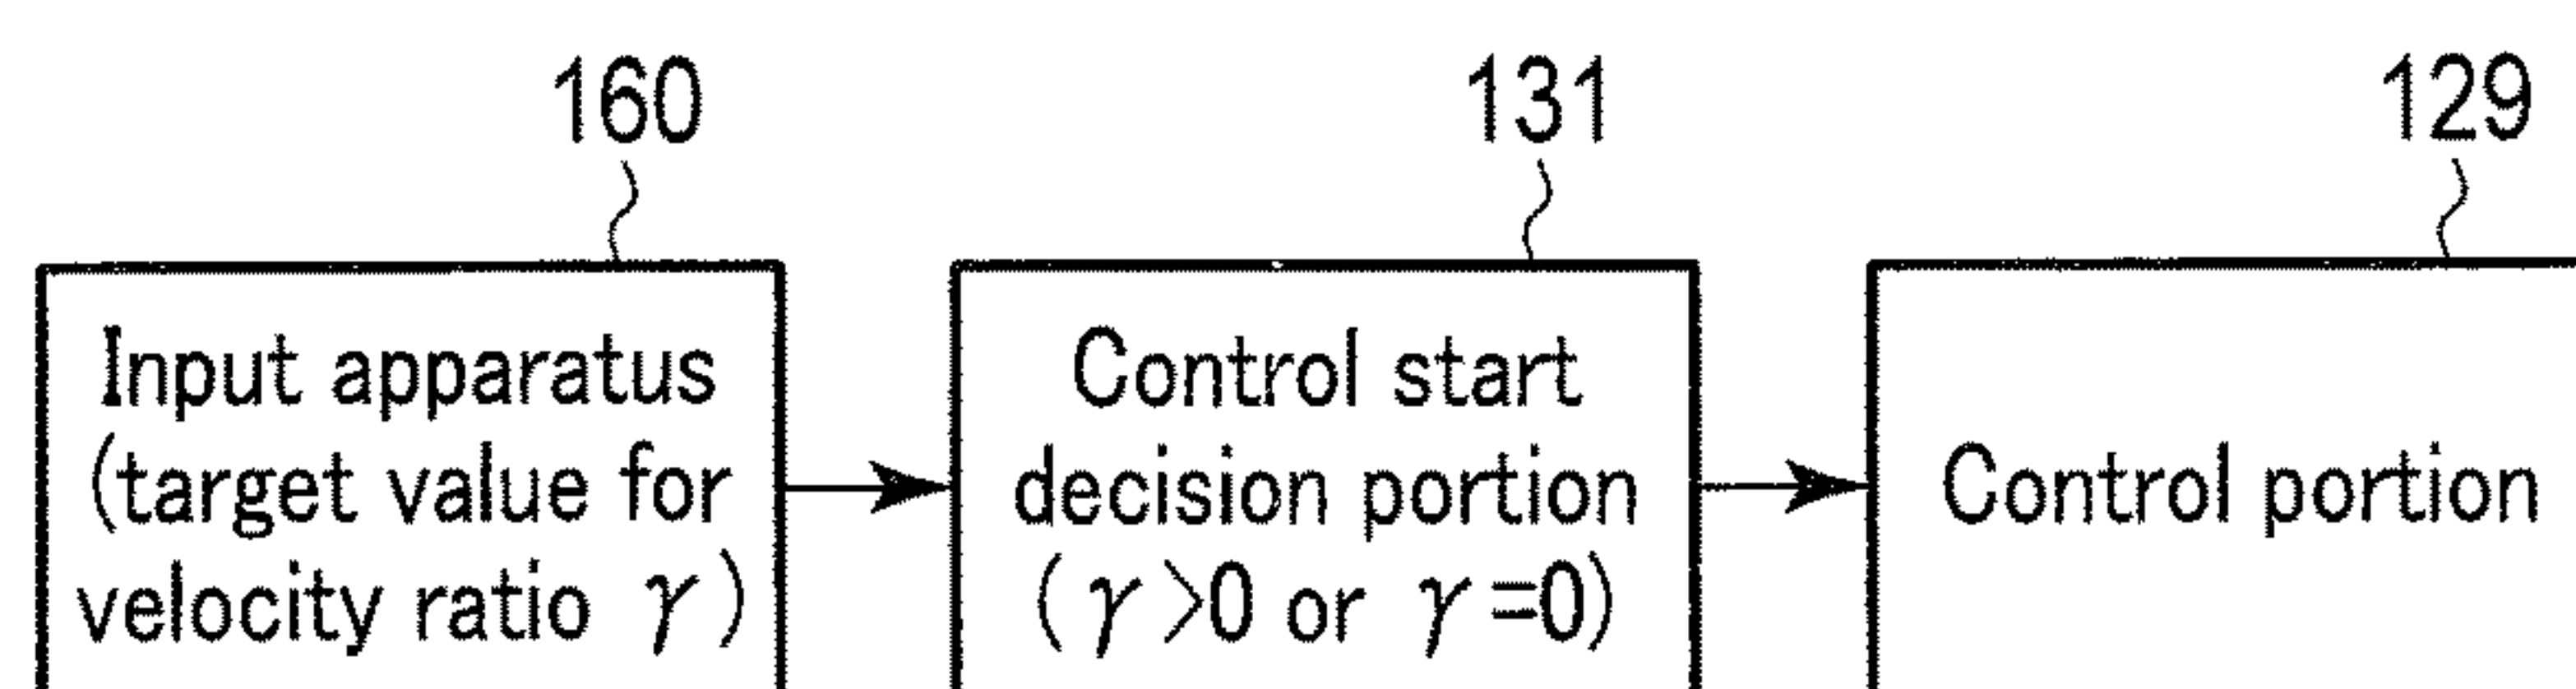 160
131
129
Input apparatus
(target value for
velocity ratio γ)
Control start
decision portion
(γ>0 or γ=0)
Control portion